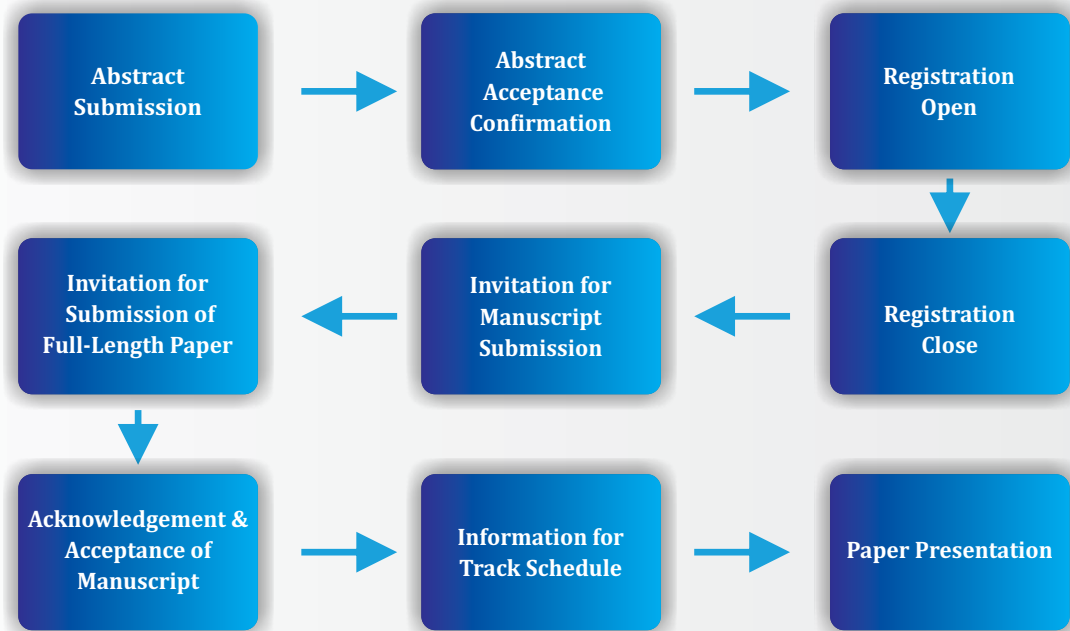 Abstract
Submission
Abstract
Acceptance
Confirmation
Registration
Open
Registration
Close
Invitation for
Manuscript
Submission
Invitation for
Submission of
Full-Length Paper
Acknowledgement &
Acceptance of
Manuscript
Information for
Track Schedule
Paper Presentation